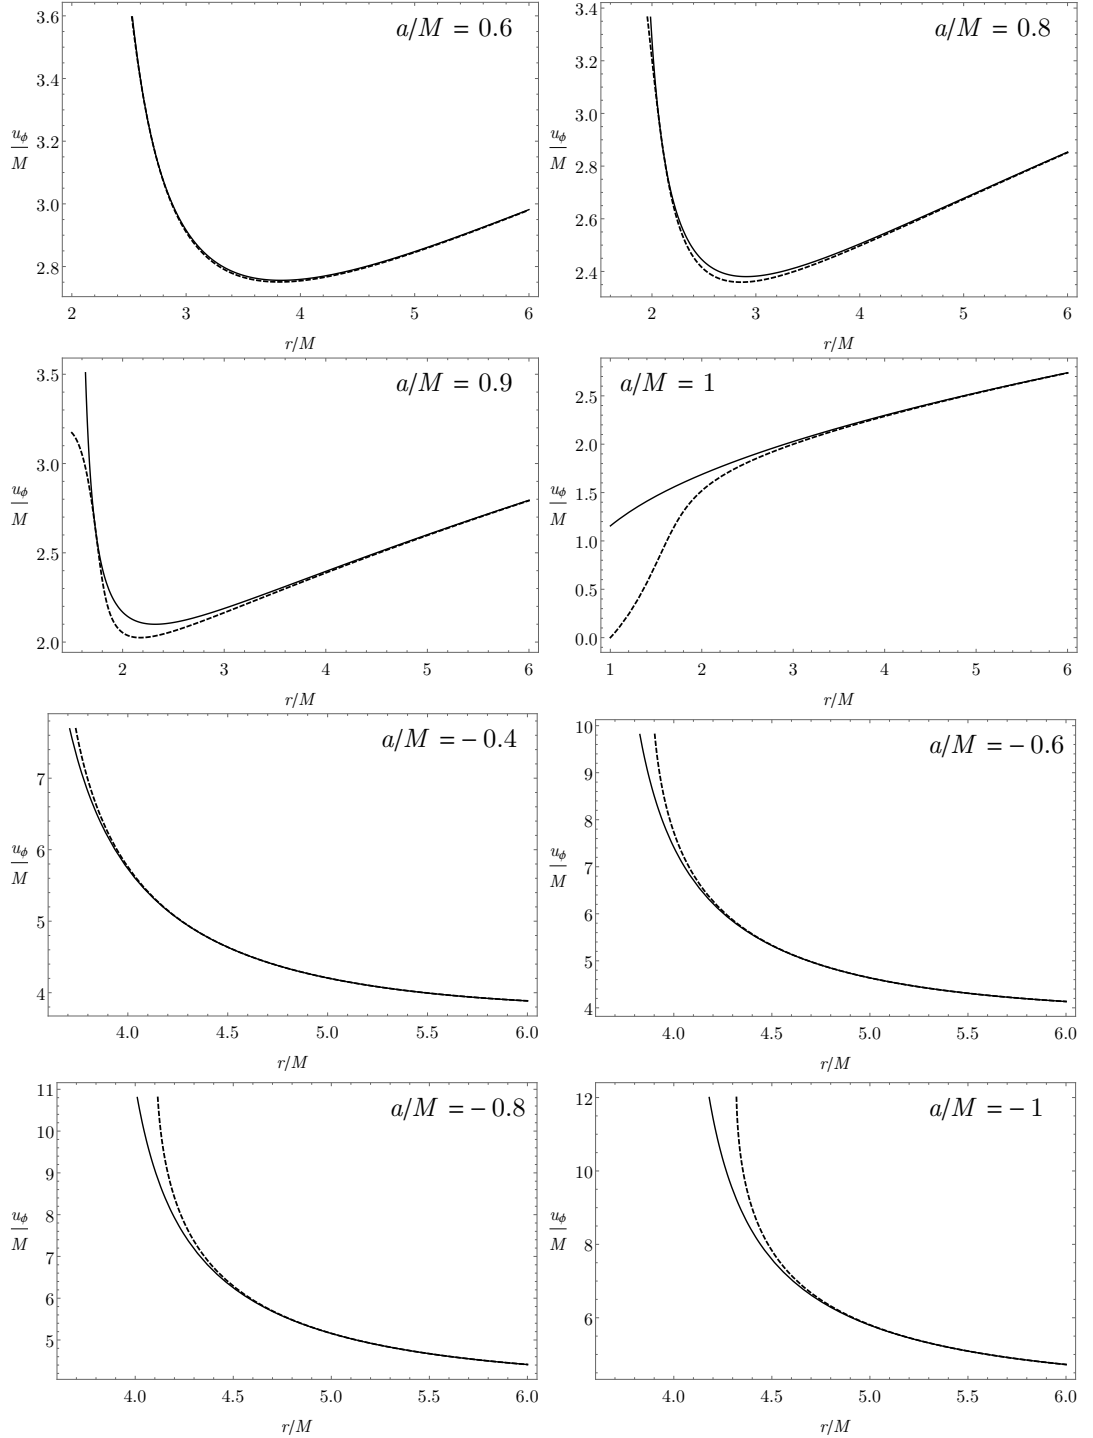 a/M = 0.6
3.6
3.4
3.2
3.0
2.8
u_ϕ
M
2 3 4 5 6
r/M
a/M = 0.8
3.4
3.2
3.0
2.8
2.6
2.4
u_ϕ
M
2 3 4 5 6
r/M
a/M = 0.9
3.5
3.0
2.5
2.0
u_ϕ
M
2 3 4 5 6
r/M
a/M = 1
2.5
2.0
1.5
1.0
0.5
0.0
u_ϕ
M
1 2 3 4 5 6
r/M
a/M = − 0.4
7
6
5
4
u_ϕ
M
4.0 4.5 5.0 5.5 6.0
r/M
a/M = − 0.6
10
9
8
7
6
5
4
u_ϕ
M
4.0 4.5 5.0 5.5 6.0
r/M
a/M = − 0.8
11
10
9
8
7
6
5
u_ϕ
M
4.0 4.5 5.0 5.5 6.0
r/M
a/M = − 1
12
10
8
6
u_ϕ
M
4.0 4.5 5.0 5.5 6.0
r/M